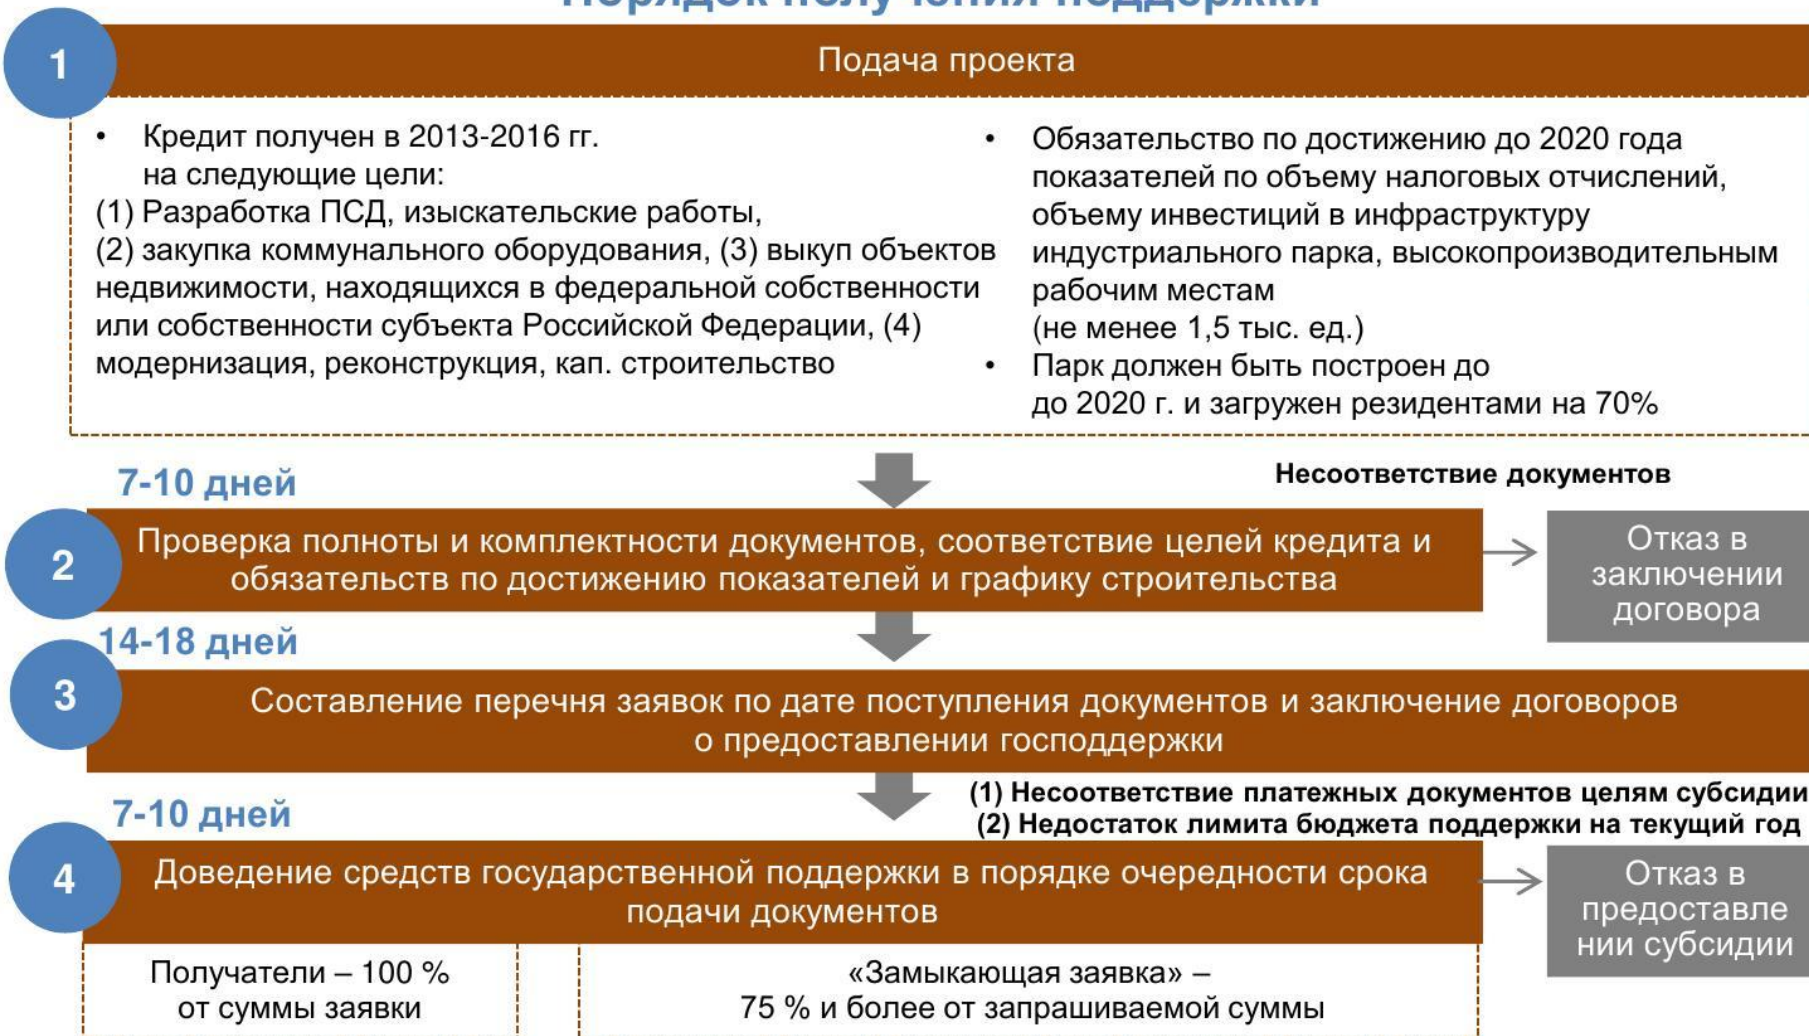 Порядок получения поддержки
1
Подача проекта
• Кредит получен в 2013-2016 гг.
на следующие цели:
(1) Разработка ПСД, изыскательские работы,
(2) закупка коммунального оборудования, (3) выкуп объектов
недвижимости, находящихся в федеральной собственности
или собственности субъекта Российской Федерации, (4)
модернизация, реконструкция, кап. строительство
• Обязательство по достижению до 2020 года
показателей по объему налоговых отчислений,
объему инвестиций в инфраструктуру
индустриального парка, высокопроизводительным
рабочим местам
(не менее 1,5 тыс. ед.)
• Парк должен быть построен до
до 2020 г. и загружен резидентами на 70%
7-10 дней
Несоответствие документов
2
Проверка полноты и комплектности документов, соответствие целей кредита и
обязательств по достижению показателей и графику строительства
Отказ в
заключении
договора
14-18 дней
3
Составление перечня заявок по дате поступления документов и заключение договоров
о предоставлении господдержки
7-10 дней
(1) Несоответствие платежных документов целям субсидии
(2) Недостаток лимита бюджета поддержки на текущий год
4
Доведение средств государственной поддержки в порядке очередности срока
подачи документов
Отказ в
предоставле
нии субсидии
Получатели – 100 %
от суммы заявки
«Замыкающая заявка» –
75 % и более от запрашиваемой суммы